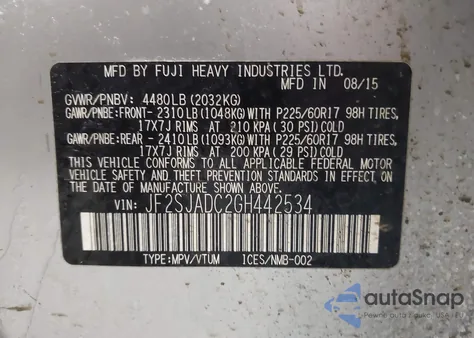 MFD BY FUJI HEAVY INDUSTRIES LTD.
MFD IN 08/15
GVWR/PNBV: 4480LB (2032KG)
GAWR/PNBE: FRONT- 2310LB (1048KG) WITH P225/60R17 98H TIRES,
17X7J RIMS AT 210 KPA (30 PSI) COLD
GAWR/PNBE: REAR - 2410LB (1093KG) WITH P225/60R17 98H TIRES,
17X7J RIMS AT 200 KPA (29 PSI) COLD
THIS VEHICLE CONFORMS TO ALL APPLICABLE FEDERAL MOTOR
VEHICLE SAFETY AND THEFT PREVENTION STANDARDS IN EFFECT
ON THE DATE OF MANUFACTURE SHOWN ABOVE.
VIN: JF2SJADC2GH442534
TYPE:MPV/VTUM ICES/NMB-002
autoSnap